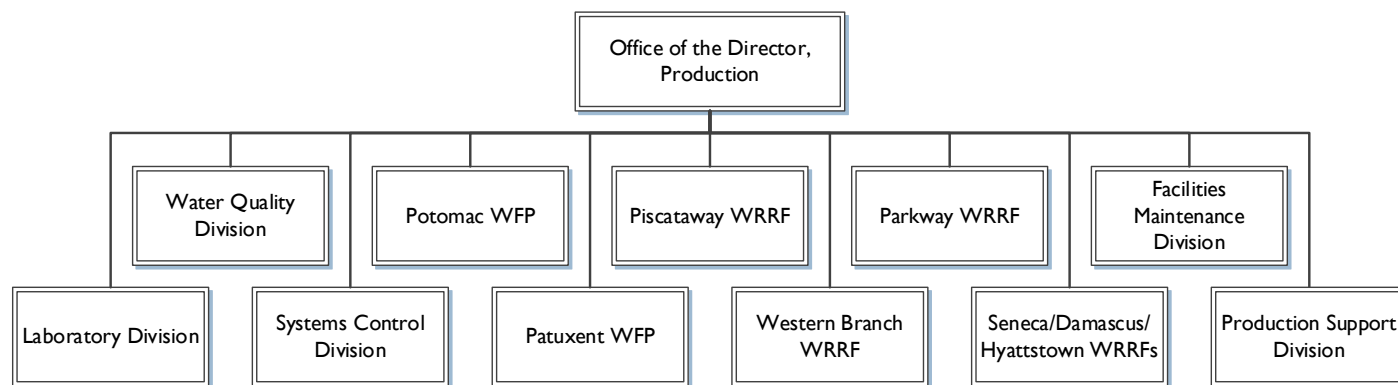 Office of the Director,
Production
Water Quality
Division
Potomac WFP
Piscataway WRRF
Parkway WRRF
Facilities
Maintenance
Division
Laboratory Division
Systems Control
Division
Patuxent WFP
Western Branch
WRRF
Seneca/Damascus/
Hyattstown WRRFs
Production Support
Division